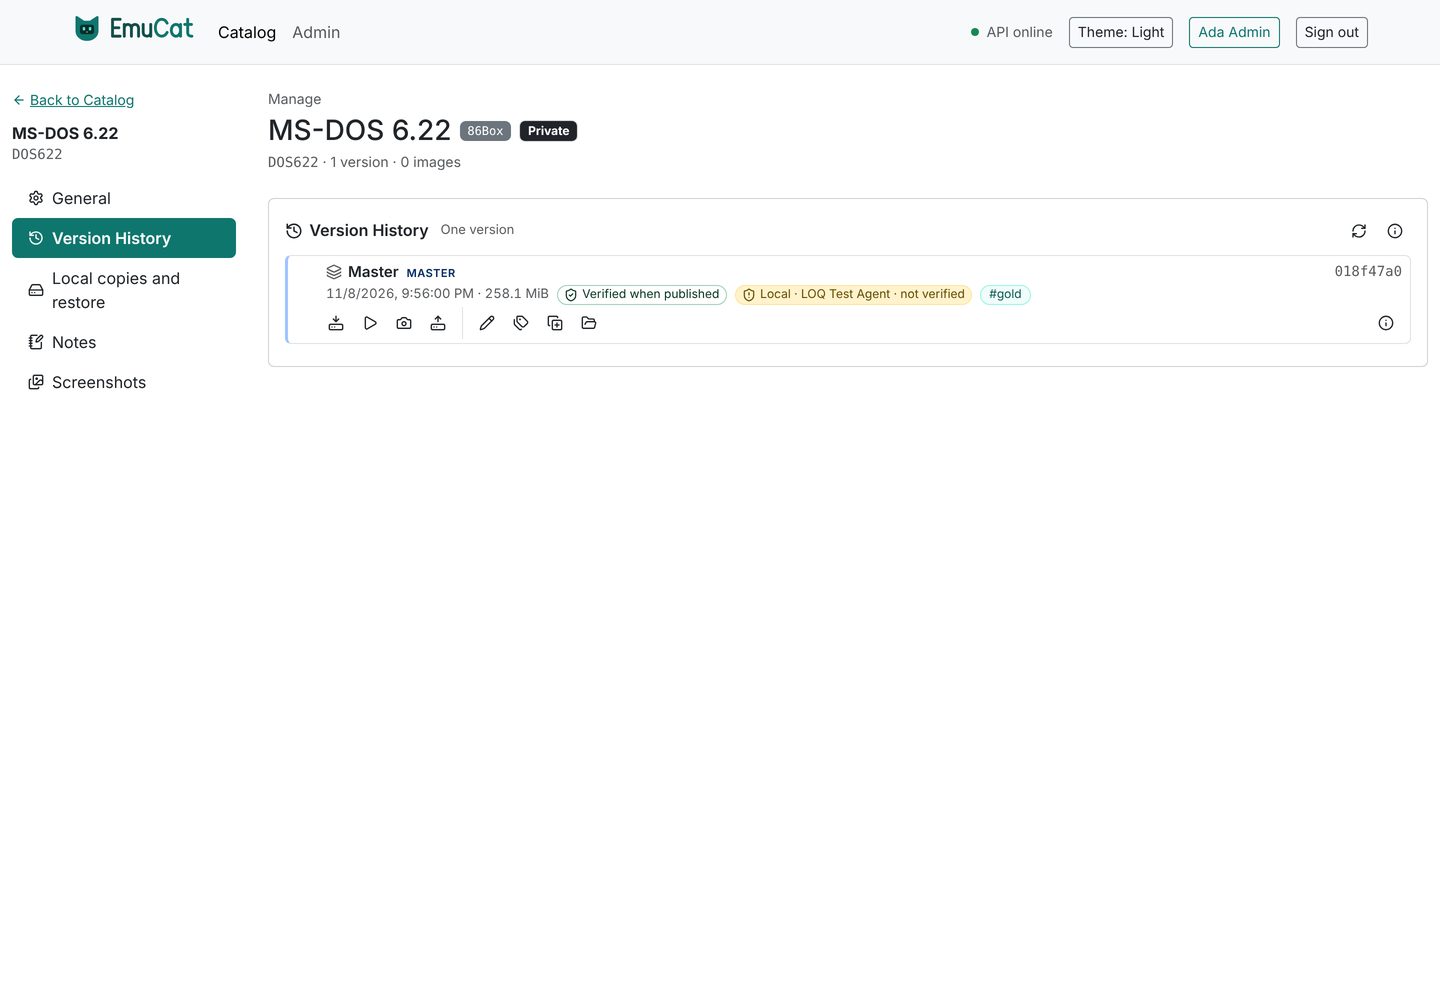 EmuCat
Catalog
Admin
API online
Theme: Light
Ada Admin
Sign out
Back to Catalog
MS-DOS 6.22
DOS622
General
Version History
Local copies and
restore
Notes
Screenshots
Manage
MS-DOS 6.22 86Box Private
DOS622 · 1 version · 0 images
Version History One version
Master MASTER 018f47a0
11/8/2026, 9:56:00 PM · 258.1 MiB Verified when published Local · LOQ Test Agent · not verified #gold